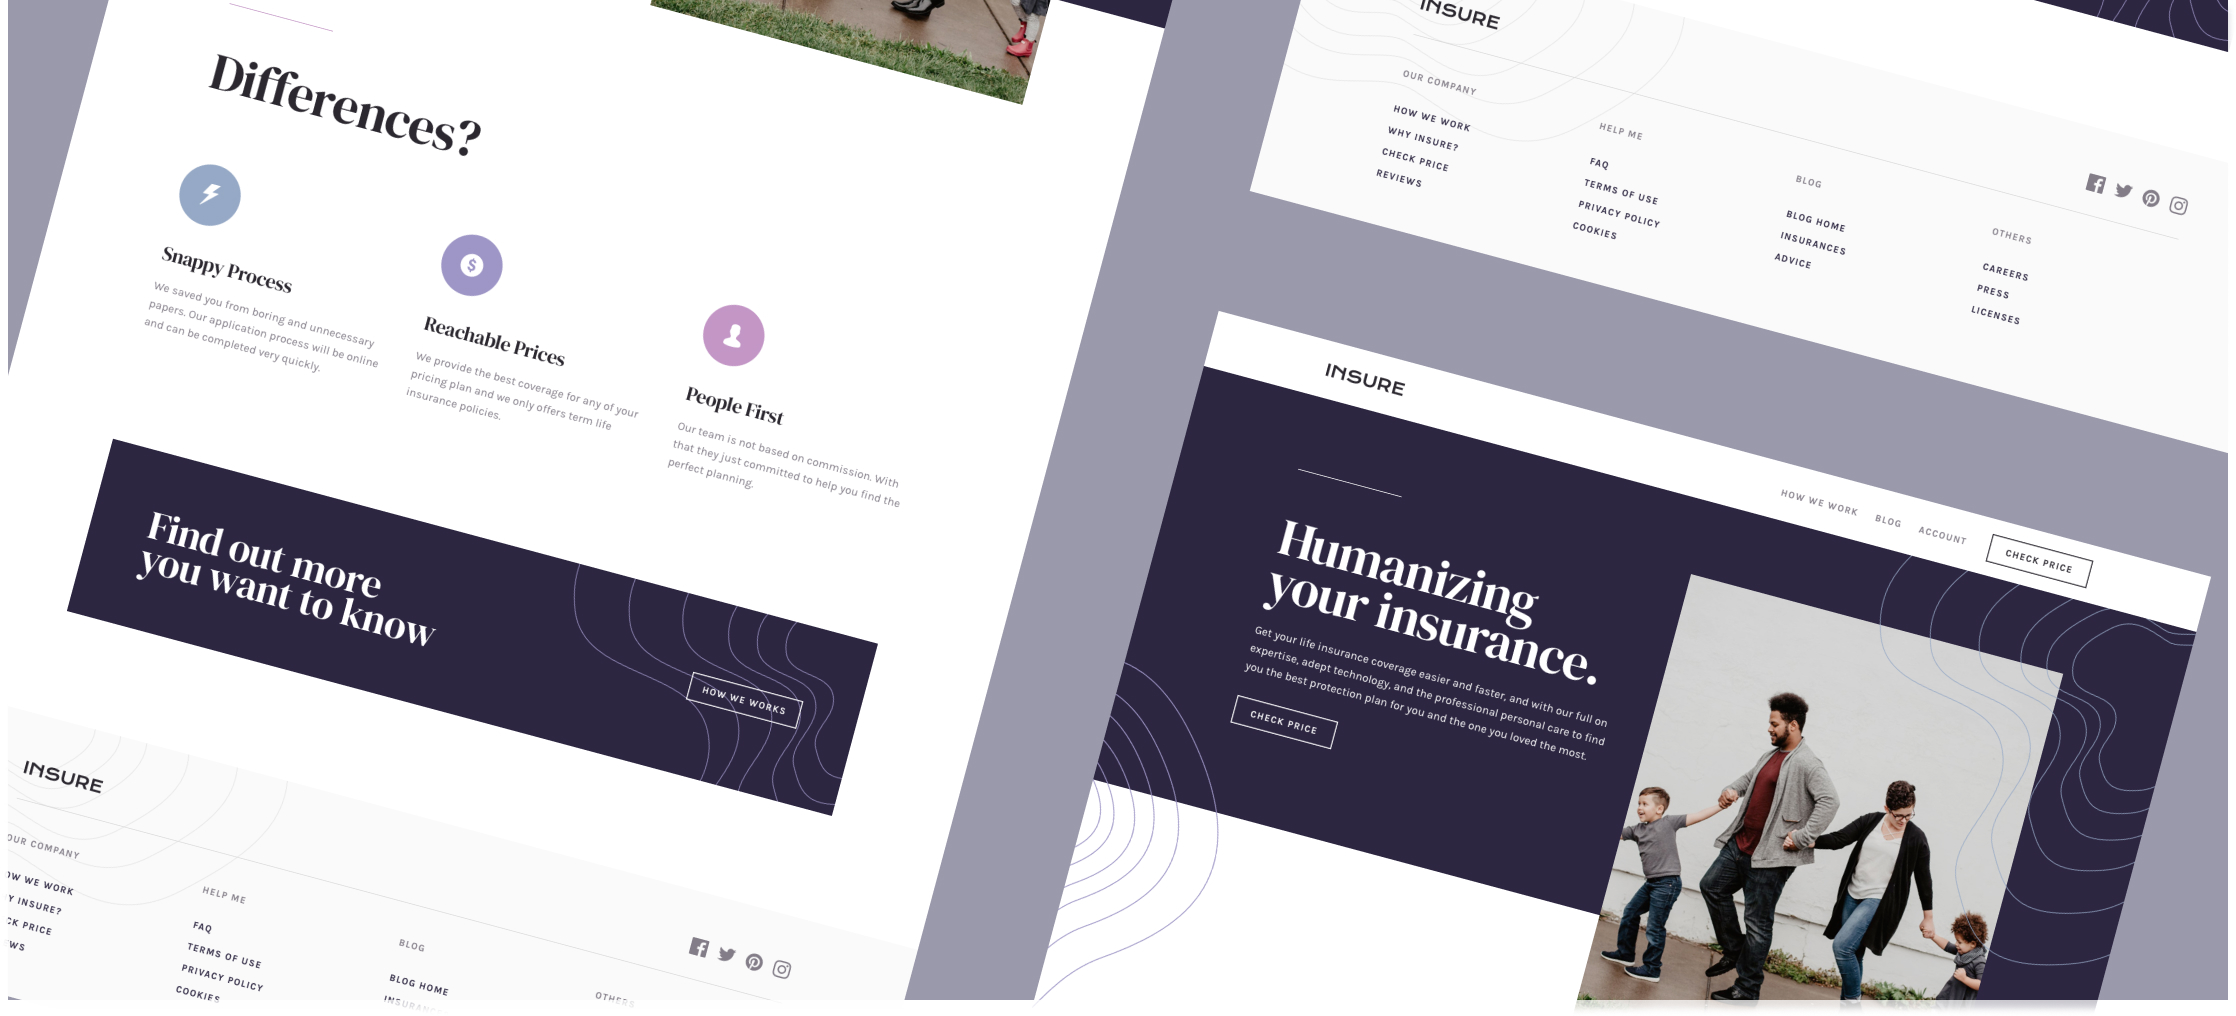 Differences?
Snappy Process
We saved you from boring and unnecessary
papers. Our application process will be online
and can be completed very quickly.
Reachable Prices
We provide the best coverage for any of your
pricing plan and we only offers term life
insurance policies.
People First
Our team is not based on commission. With
that they just committed to help you find the
perfect planning.
Find out more
you want to know
HOW WE WORKS
INSURE
OUR COMPANY
OW WE WORK
Y INSURE?
CK PRICE
WS
HELP ME
FAQ
TERMS OF USE
PRIVACY POLICY
COOKIES
BLOG
BLOG HOME
INSURANCES
OTHERS
INSURE
OUR COMPANY
HOW WE WORK
WHY INSURE?
CHECK PRICE
REVIEWS
HELP ME
FAQ
TERMS OF USE
PRIVACY POLICY
COOKIES
BLOG
BLOG HOME
INSURANCES
ADVICE
OTHERS
CAREERS
PRESS
LICENSES
INSURE
HOW WE WORK
BLOG
ACCOUNT
CHECK PRICE
Humanizing
your insurance.
Get your life insurance coverage easier and faster, and with our full on
expertise, adept technology, and the professional personal care to find
you the best protection plan for you and the one you loved the most.
CHECK PRICE